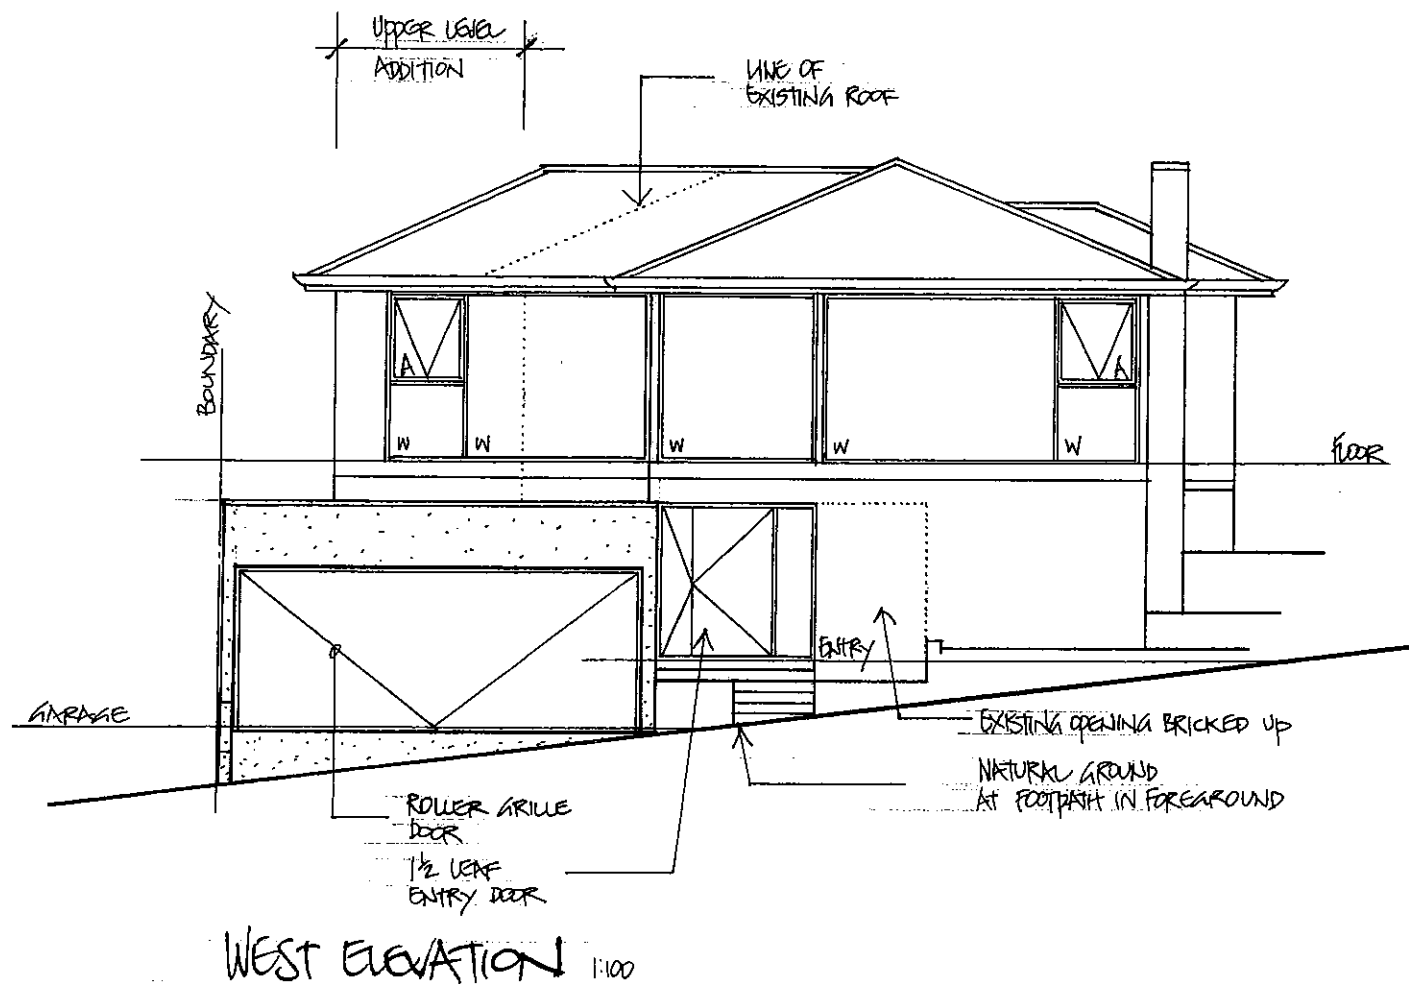 UPPER LEVEL
ADDITION
LINE OF
EXISTING ROOF
BOUNDARY
A
A
W
W
W
W
W
FLOOR
ENTRY
GARAGE
EXISTING OPENING BRICKED UP
NATURAL GROUND
AT FOOTPATH IN FOREGROUND
ROLLER GRILLE
DOOR
1½ LEAF
ENTRY DOOR
WEST ELEVATION 1:100